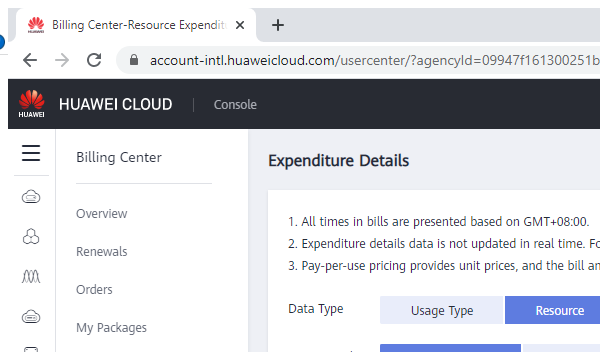 Billing Center-Resource Expendit
account-intl.huaweicloud.com/usercenter/?agencyId=09947f161300251b
HUAWEI
HUAWEI CLOUD
Console
Billing Center
Overview
Renewals
Orders
My Packages
Expenditure Details
1. All times in bills are presented based on GMT+08:00.
2. Expenditure details data is not updated in real time. Fo
3. Pay-per-use pricing provides unit prices, and the bill an
Data Type
Usage Type
Resource